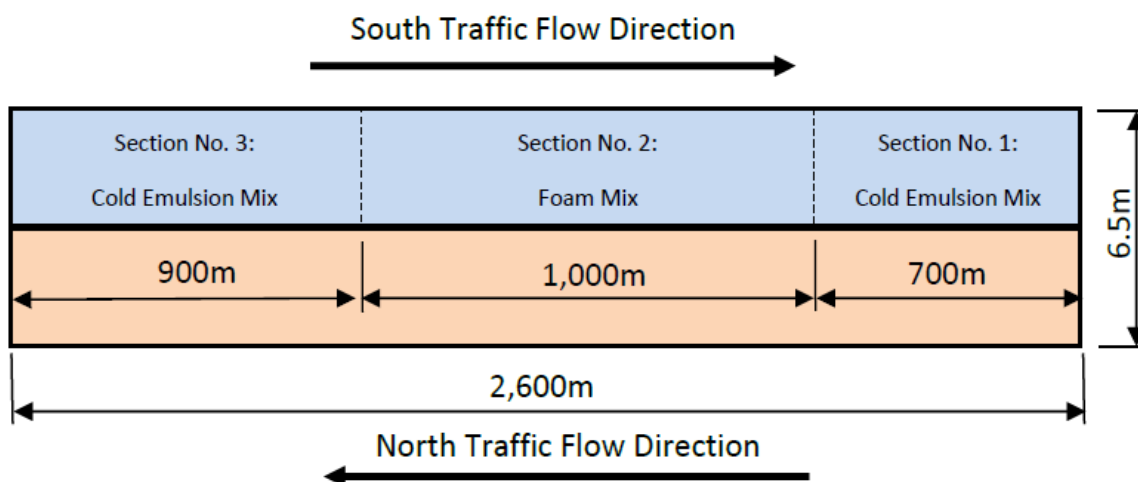 South Traffic Flow Direction
Section No. 3:
Cold Emulsion Mix
Section No. 2:
Foam Mix
Section No. 1:
Cold Emulsion Mix
6.5m
900m
1,000m
700m
2,600m
North Traffic Flow Direction